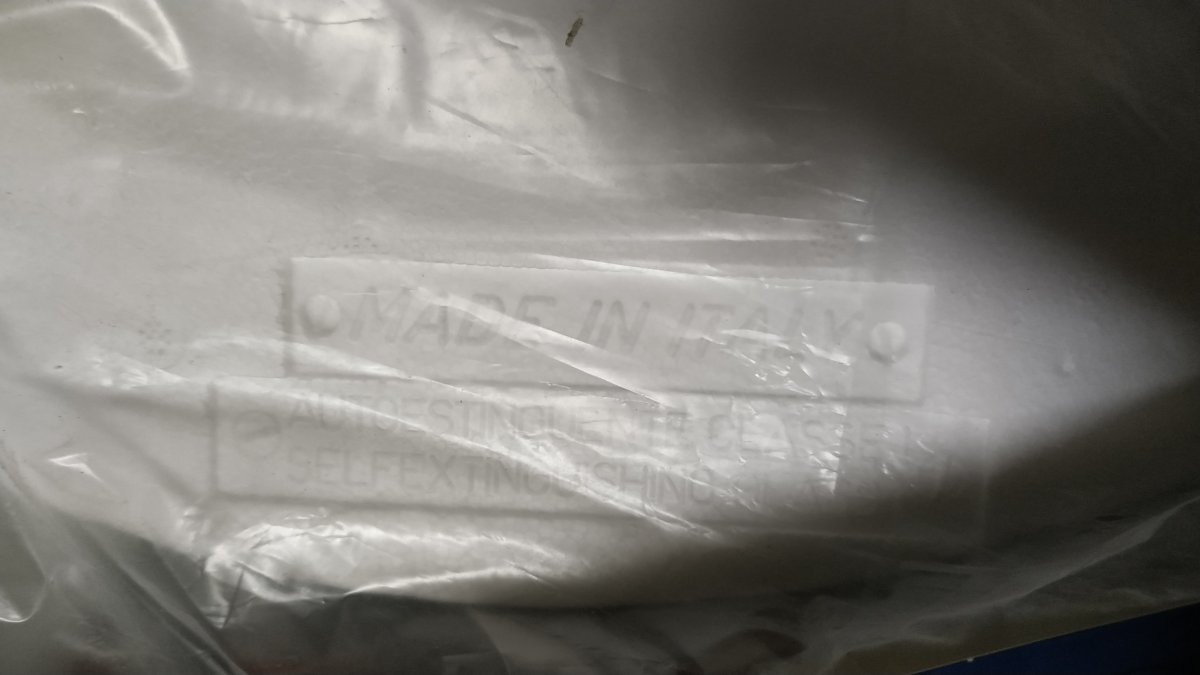 MADE IN ITALY
AUTOESTINGUENTE CLASSE
SELFEXTINGUISHING